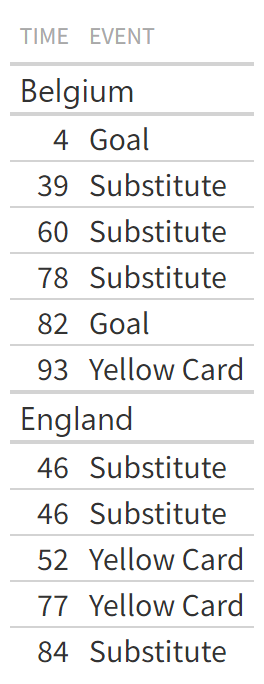 TIME EVENT
Belgium
4 Goal
39 Substitute
60 Substitute
78 Substitute
82 Goal
93 Yellow Card
England
46 Substitute
46 Substitute
52 Yellow Card
77 Yellow Card
84 Substitute